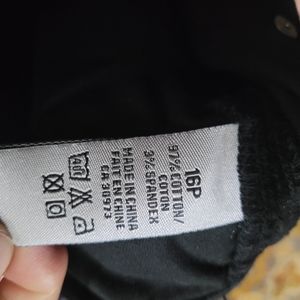 16P
97% COTTON/
COTON
3% SPANDEX
MADE IN CHINA
FAIT EN CHINE
CA 30973